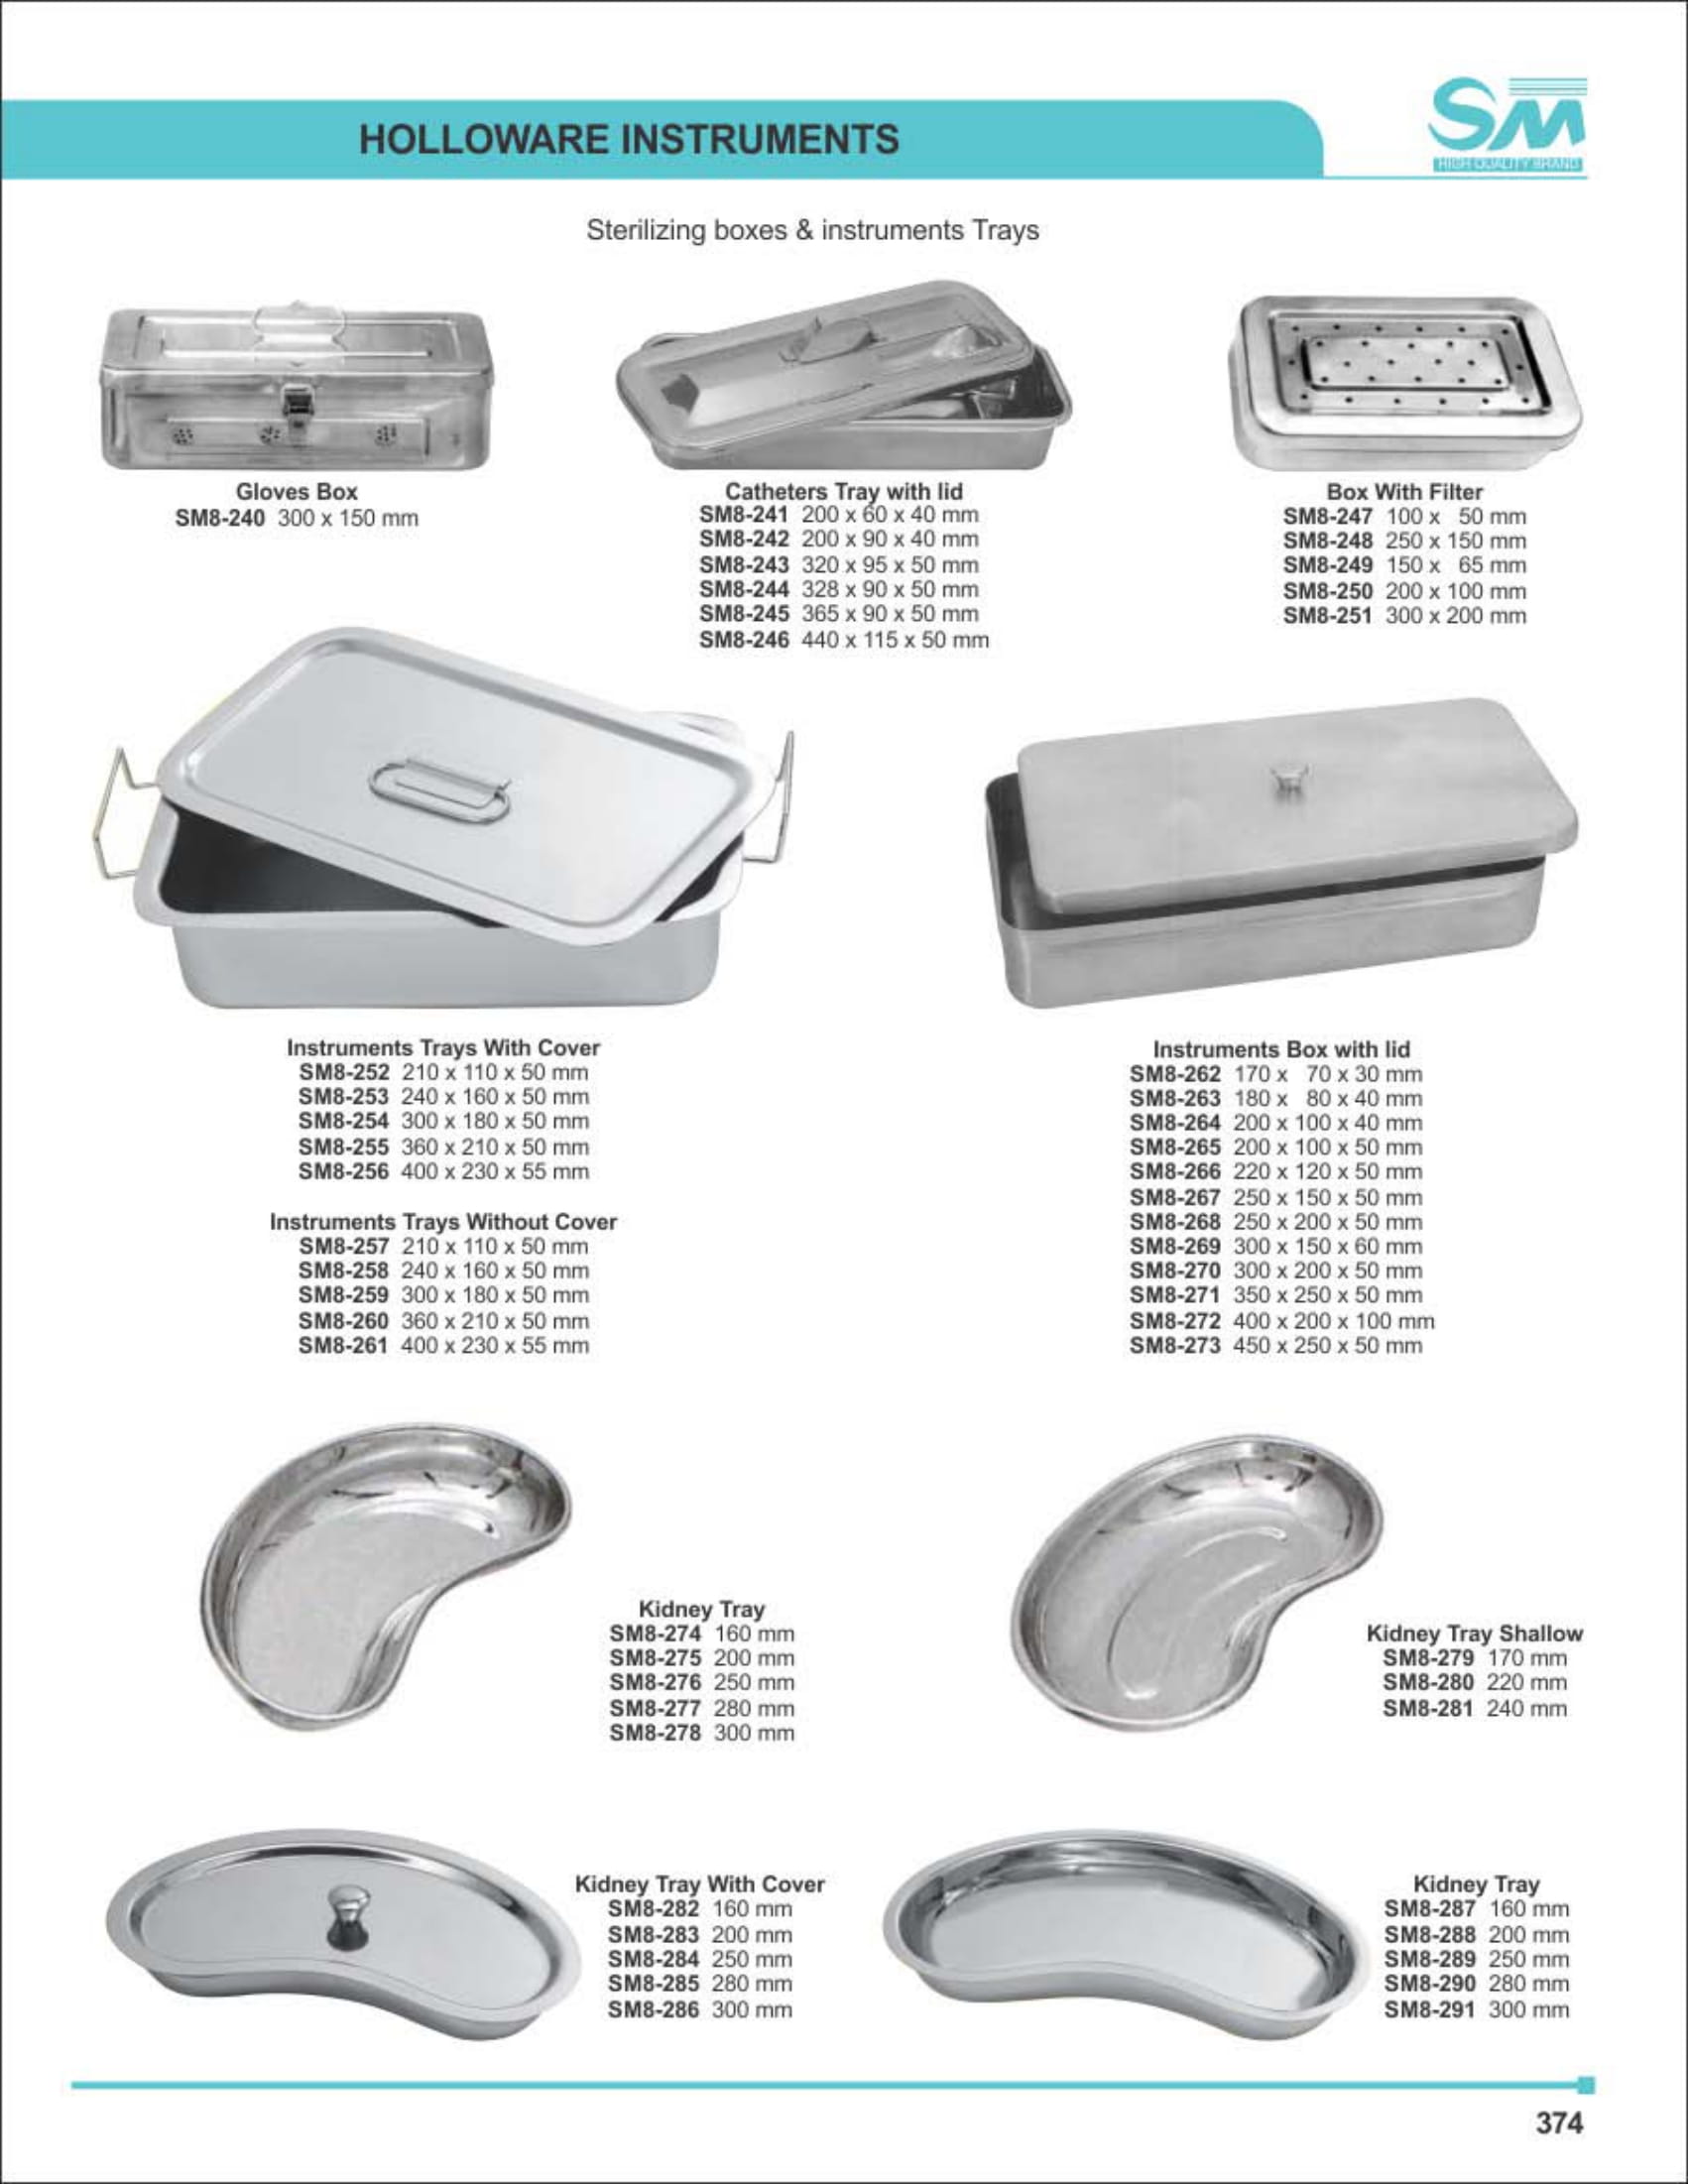 HOLLOWARE INSTRUMENTS
SM
HIGH QUALITY BRAND
Sterilizing boxes & instruments Trays
Gloves Box
SM8-240 300 x 150 mm
Catheters Tray with lid
SM8-241 200 x 60 x 40 mm
SM8-242 200 x 90 x 40 mm
SM8-243 320 x 95 x 50 mm
SM8-244 328 x 90 x 50 mm
SM8-245 365 x 90 x 50 mm
SM8-246 440 x 115 x 50 mm
Box With Filter
SM8-247 100 x 50 mm
SM8-248 250 x 150 mm
SM8-249 150 x 65 mm
SM8-250 200 x 100 mm
SM8-251 300 x 200 mm
Instruments Trays With Cover
SM8-252 210 x 110 x 50 mm
SM8-253 240 x 160 x 50 mm
SM8-254 300 x 180 x 50 mm
SM8-255 360 x 210 x 50 mm
SM8-256 400 x 230 x 55 mm
Instruments Trays Without Cover
SM8-257 210 x 110 x 50 mm
SM8-258 240 x 160 x 50 mm
SM8-259 300 x 180 x 50 mm
SM8-260 360 x 210 x 50 mm
SM8-261 400 x 230 x 55 mm
Instruments Box with lid
SM8-262 170 x 70 x 30 mm
SM8-263 180 x 80 x 40 mm
SM8-264 200 x 100 x 40 mm
SM8-265 200 x 100 x 50 mm
SM8-266 220 x 120 x 50 mm
SM8-267 250 x 150 x 50 mm
SM8-268 250 x 200 x 50 mm
SM8-269 300 x 150 x 60 mm
SM8-270 300 x 200 x 50 mm
SM8-271 350 x 250 x 50 mm
SM8-272 400 x 200 x 100 mm
SM8-273 450 x 250 x 50 mm
Kidney Tray
SM8-274 160 mm
SM8-275 200 mm
SM8-276 250 mm
SM8-277 280 mm
SM8-278 300 mm
Kidney Tray Shallow
SM8-279 170 mm
SM8-280 220 mm
SM8-281 240 mm
Kidney Tray With Cover
SM8-282 160 mm
SM8-283 200 mm
SM8-284 250 mm
SM8-285 280 mm
SM8-286 300 mm
Kidney Tray
SM8-287 160 mm
SM8-288 200 mm
SM8-289 250 mm
SM8-290 280 mm
SM8-291 300 mm
374